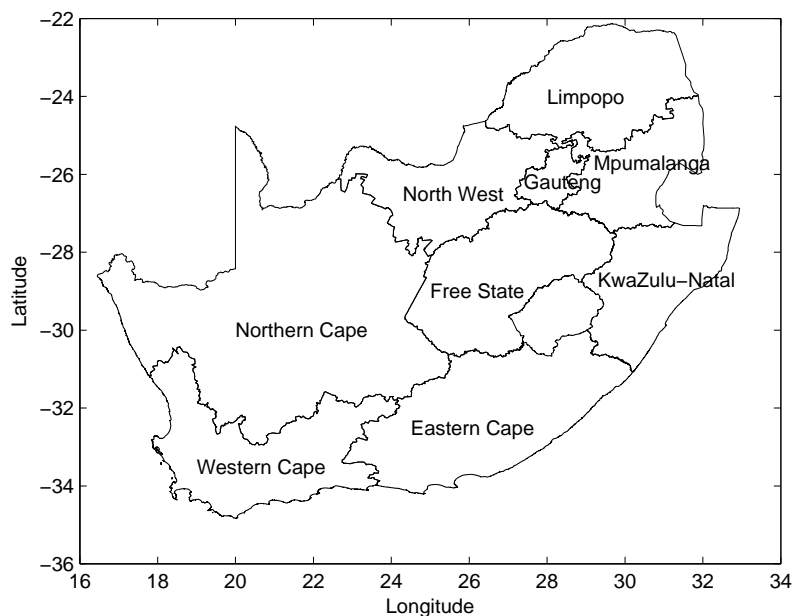 −22
−24
−26
−28
−30
−32
−34
−36
Latitude
Limpopo
Mpumalanga
Gauteng
North West
KwaZulu−Natal
Free State
Northern Cape
Eastern Cape
Western Cape
16 18 20 22 24 26 28 30 32 34
Longitude